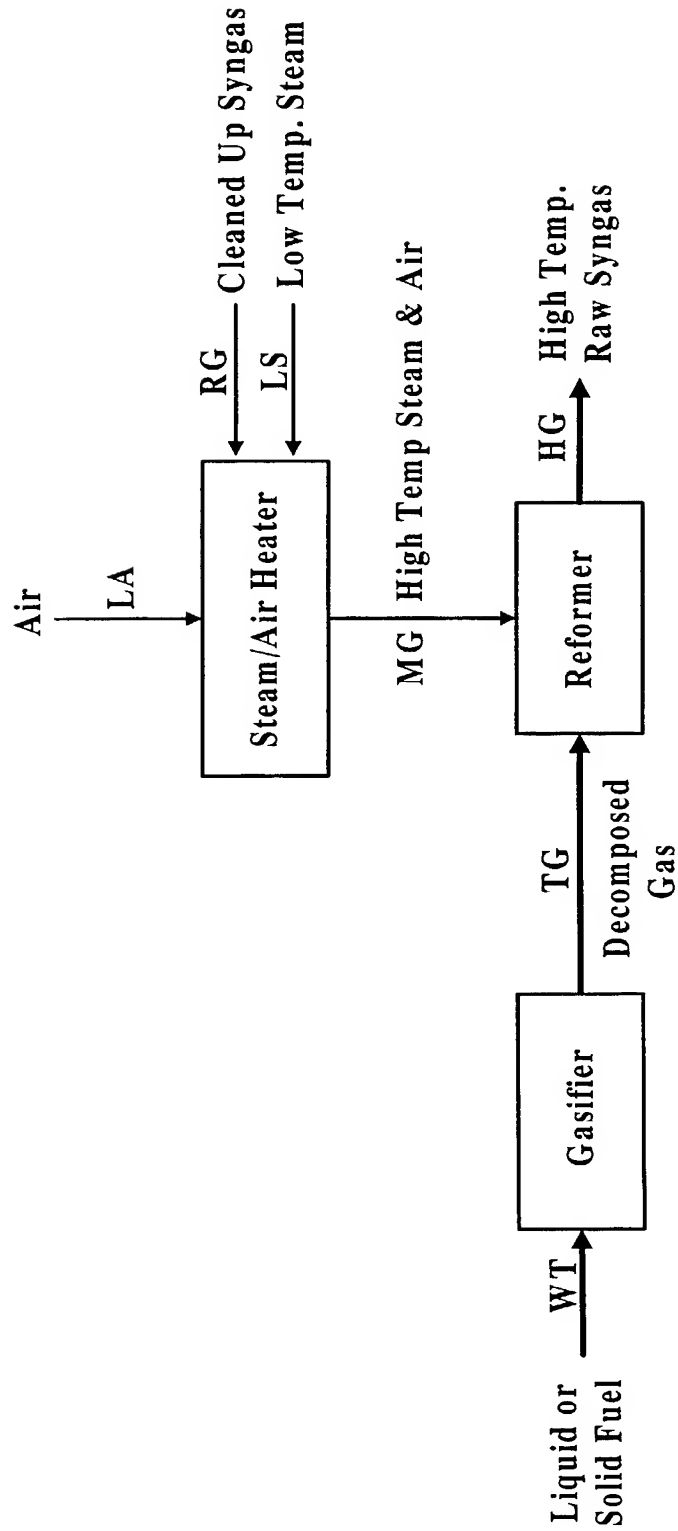 Air
LA
Cleaned Up Syngas
RG
LS
Low Temp. Steam
Steam/Air Heater
MG
High Temp Steam & Air
Liquid or
Solid Fuel
WT
Gasifier
TG
Decomposed
Gas
Reformer
HG
High Temp.
Raw Syngas